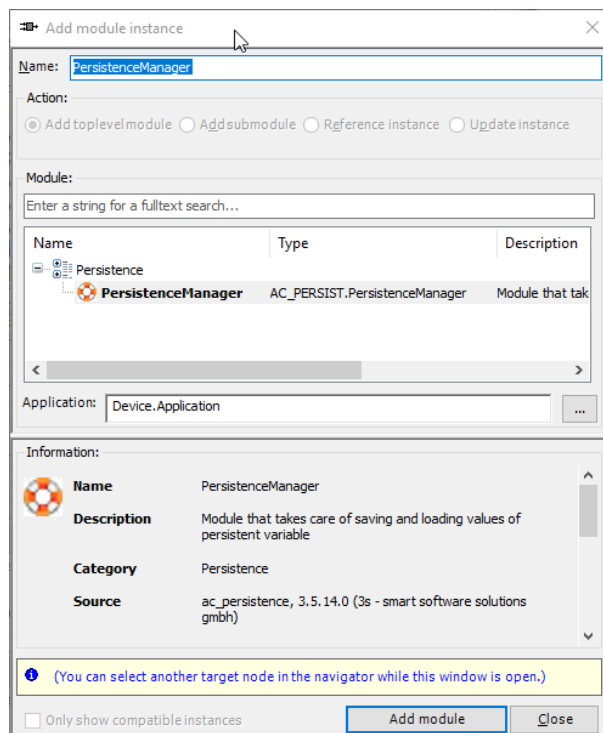 Add module instance
Name: PersistenceManager
Action:
Add toplevel module Add submodule Reference instance Update instance
Module:
Enter a string for a fulltext search...
Name Type Description
Persistence
PersistenceManager AC_PERSIST.PersistenceManager Module that tak
Application: Device.Application ...
Information:
Name PersistenceManager
Description Module that takes care of saving and loading values of
persistent variable
Category Persistence
Source ac_persistence, 3.5.14.0 (3s - smart software solutions
gmbh)
(You can select another target node in the navigator while this window is open.)
Only show compatible instances Add module Close